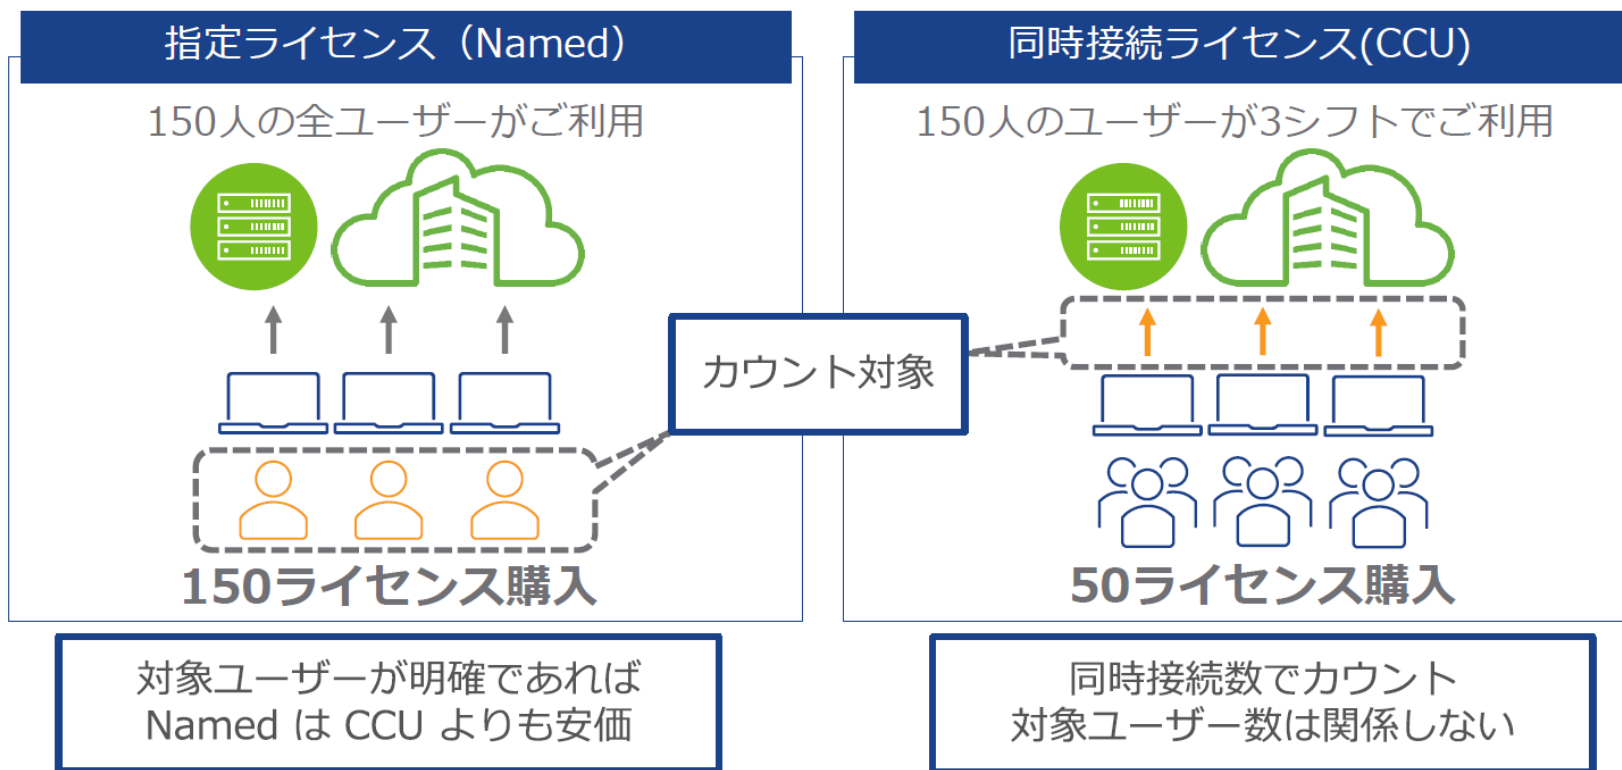 指定ライセンス（Named）
150人の全ユーザーがご利用
150ライセンス購入
対象ユーザーが明確であれば
Named は CCU よりも安価
カウント対象
同時接続ライセンス(CCU)
150人のユーザーが3シフトでご利用
50ライセンス購入
同時接続数でカウント
対象ユーザー数は関係しない